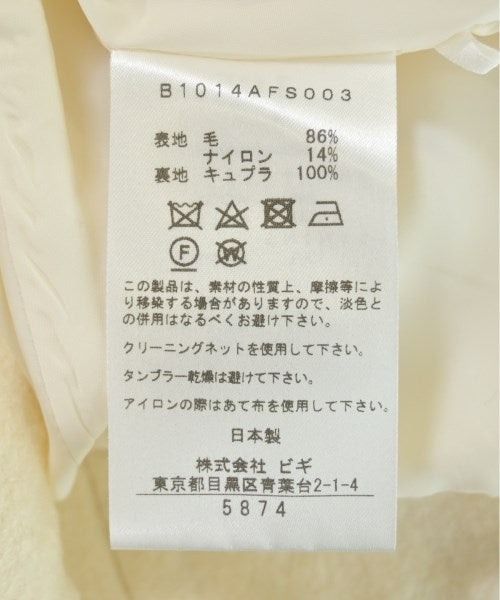 B1014AFS003
表地 毛 86%
ナイロン 14%
裏地 キュプラ 100%
F W
この製品は、素材の性質上、摩擦等によ
り移染する場合がありますので、淡色と
の併用はなるべくお避け下さい。
クリーニングネットを使用して下さい。
タンブラー乾燥は避けて下さい。
アイロンの際はあて布を使用して下さい。
日本製
株式会社 ビギ
東京都目黒区青葉台2-1-4
5874